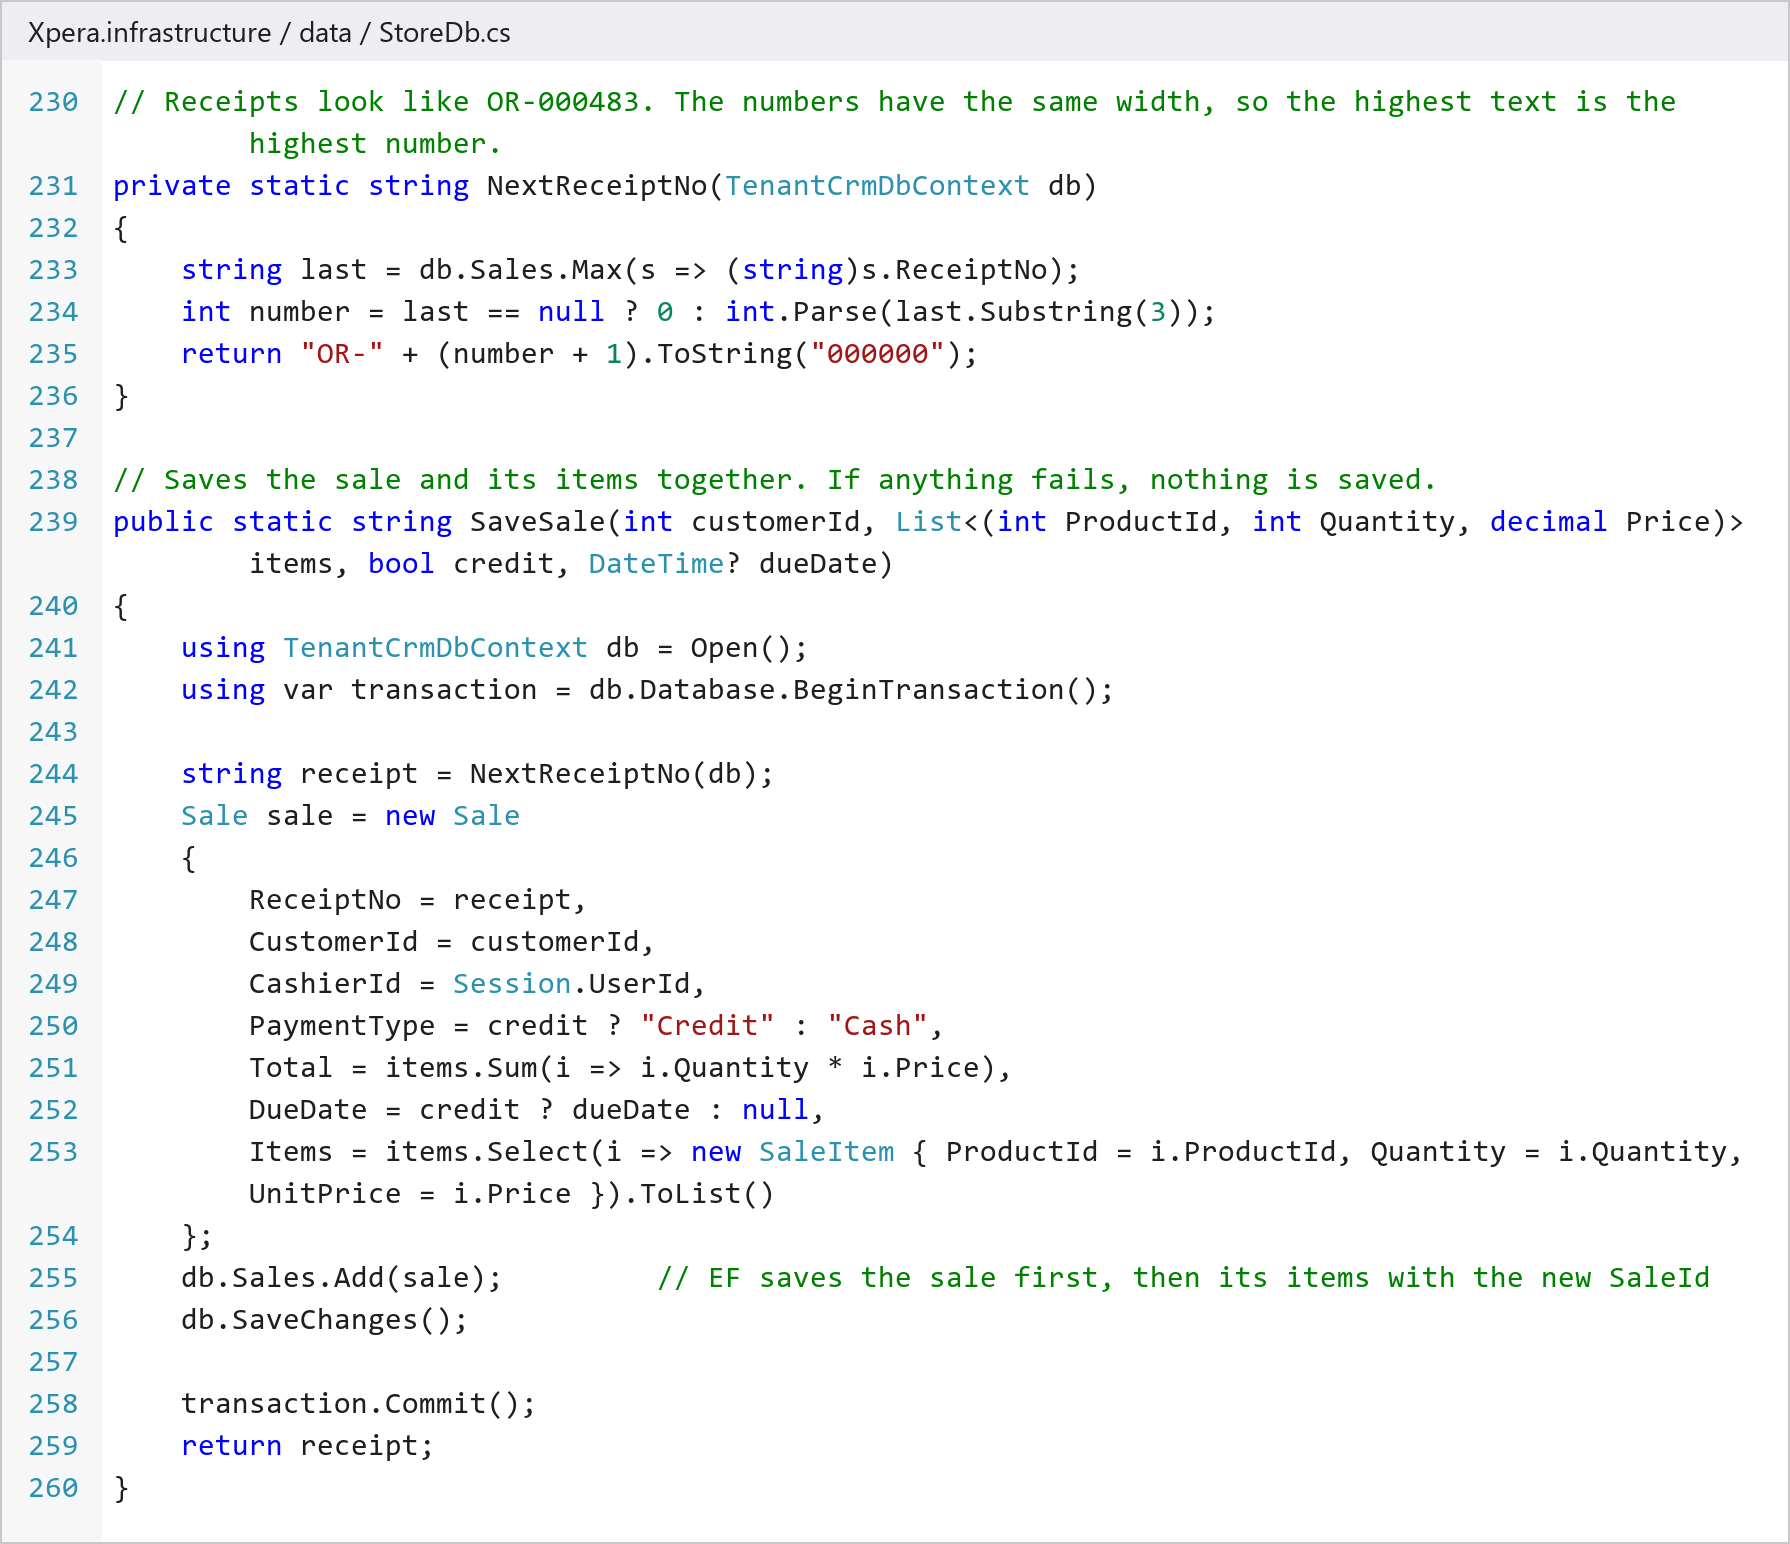 Xpera.infrastructure / data / StoreDb.cs
230 // Receipts look like OR-000483. The numbers have the same width, so the highest text is the
highest number.
231 private static string NextReceiptNo(TenantCrmDbContext db)
232 {
233     string last = db.Sales.Max(s => (string)s.ReceiptNo);
234     int number = last == null ? 0 : int.Parse(last.Substring(3));
235     return "OR-" + (number + 1).ToString("000000");
236 }
237
238 // Saves the sale and its items together. If anything fails, nothing is saved.
239 public static string SaveSale(int customerId, List<(int ProductId, int Quantity, decimal Price)>
items, bool credit, DateTime? dueDate)
240 {
241     using TenantCrmDbContext db = Open();
242     using var transaction = db.Database.BeginTransaction();
243
244     string receipt = NextReceiptNo(db);
245     Sale sale = new Sale
246     {
247         ReceiptNo = receipt,
248         CustomerId = customerId,
249         CashierId = Session.UserId,
250         PaymentType = credit ? "Credit" : "Cash",
251         Total = items.Sum(i => i.Quantity * i.Price),
252         DueDate = credit ? dueDate : null,
253         Items = items.Select(i => new SaleItem { ProductId = i.ProductId, Quantity = i.Quantity,
UnitPrice = i.Price }).ToList()
254     };
255     db.Sales.Add(sale);         // EF saves the sale first, then its items with the new SaleId
256     db.SaveChanges();
257
258     transaction.Commit();
259     return receipt;
260 }